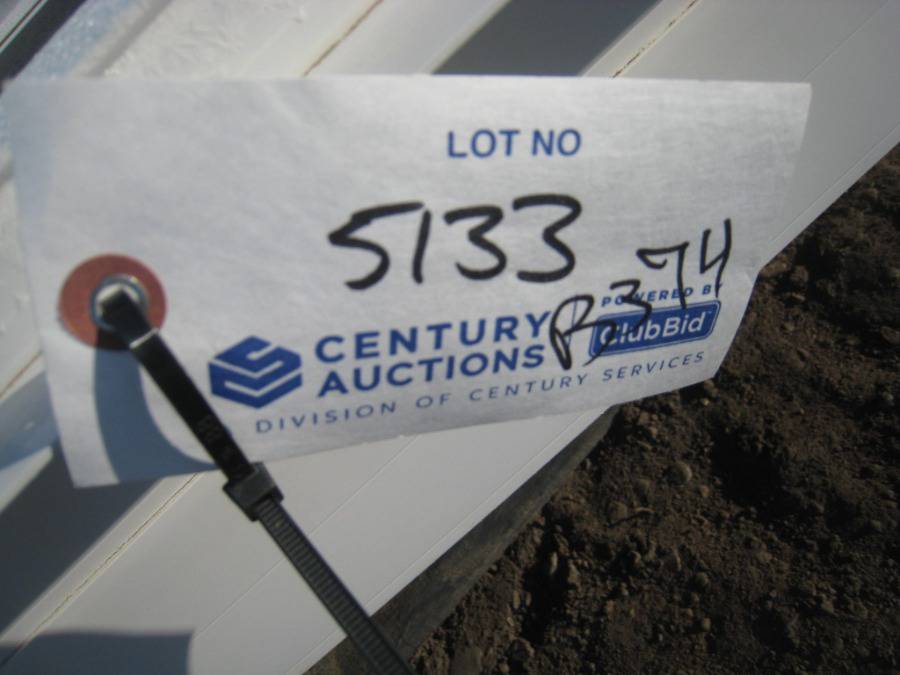 LOT NO
5133
R374
POWERED BY
ClubBid
CENTURY
AUCTIONS
DIVISION OF CENTURY SERVICES